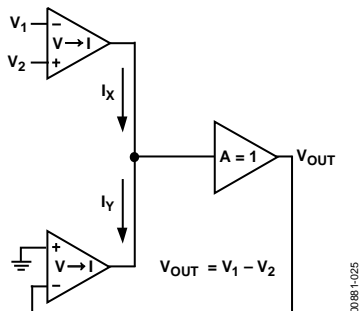 V1
−
V → I
V2
+
IX
A = 1
VOUT
IY
+
V → I
−
VOUT = V1 − V2
00881-025